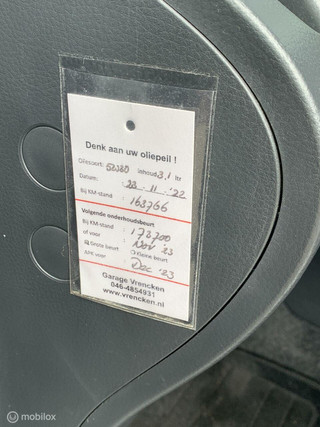 Denk aan uw oliepeil !
Oliesoort: 5W30 inhoud 3,1 ltr
Datum: 23-11-'22
Bij KM-stand : 163766
Volgende onderhoudsbeurt
Bij KM-stand : 173700
of voor : Nov '23
Grote beurt Kleine beurt
APK voor: Dec '23
Garage Vrencken
046-4854931
www.vrencken.nl
© mobilox